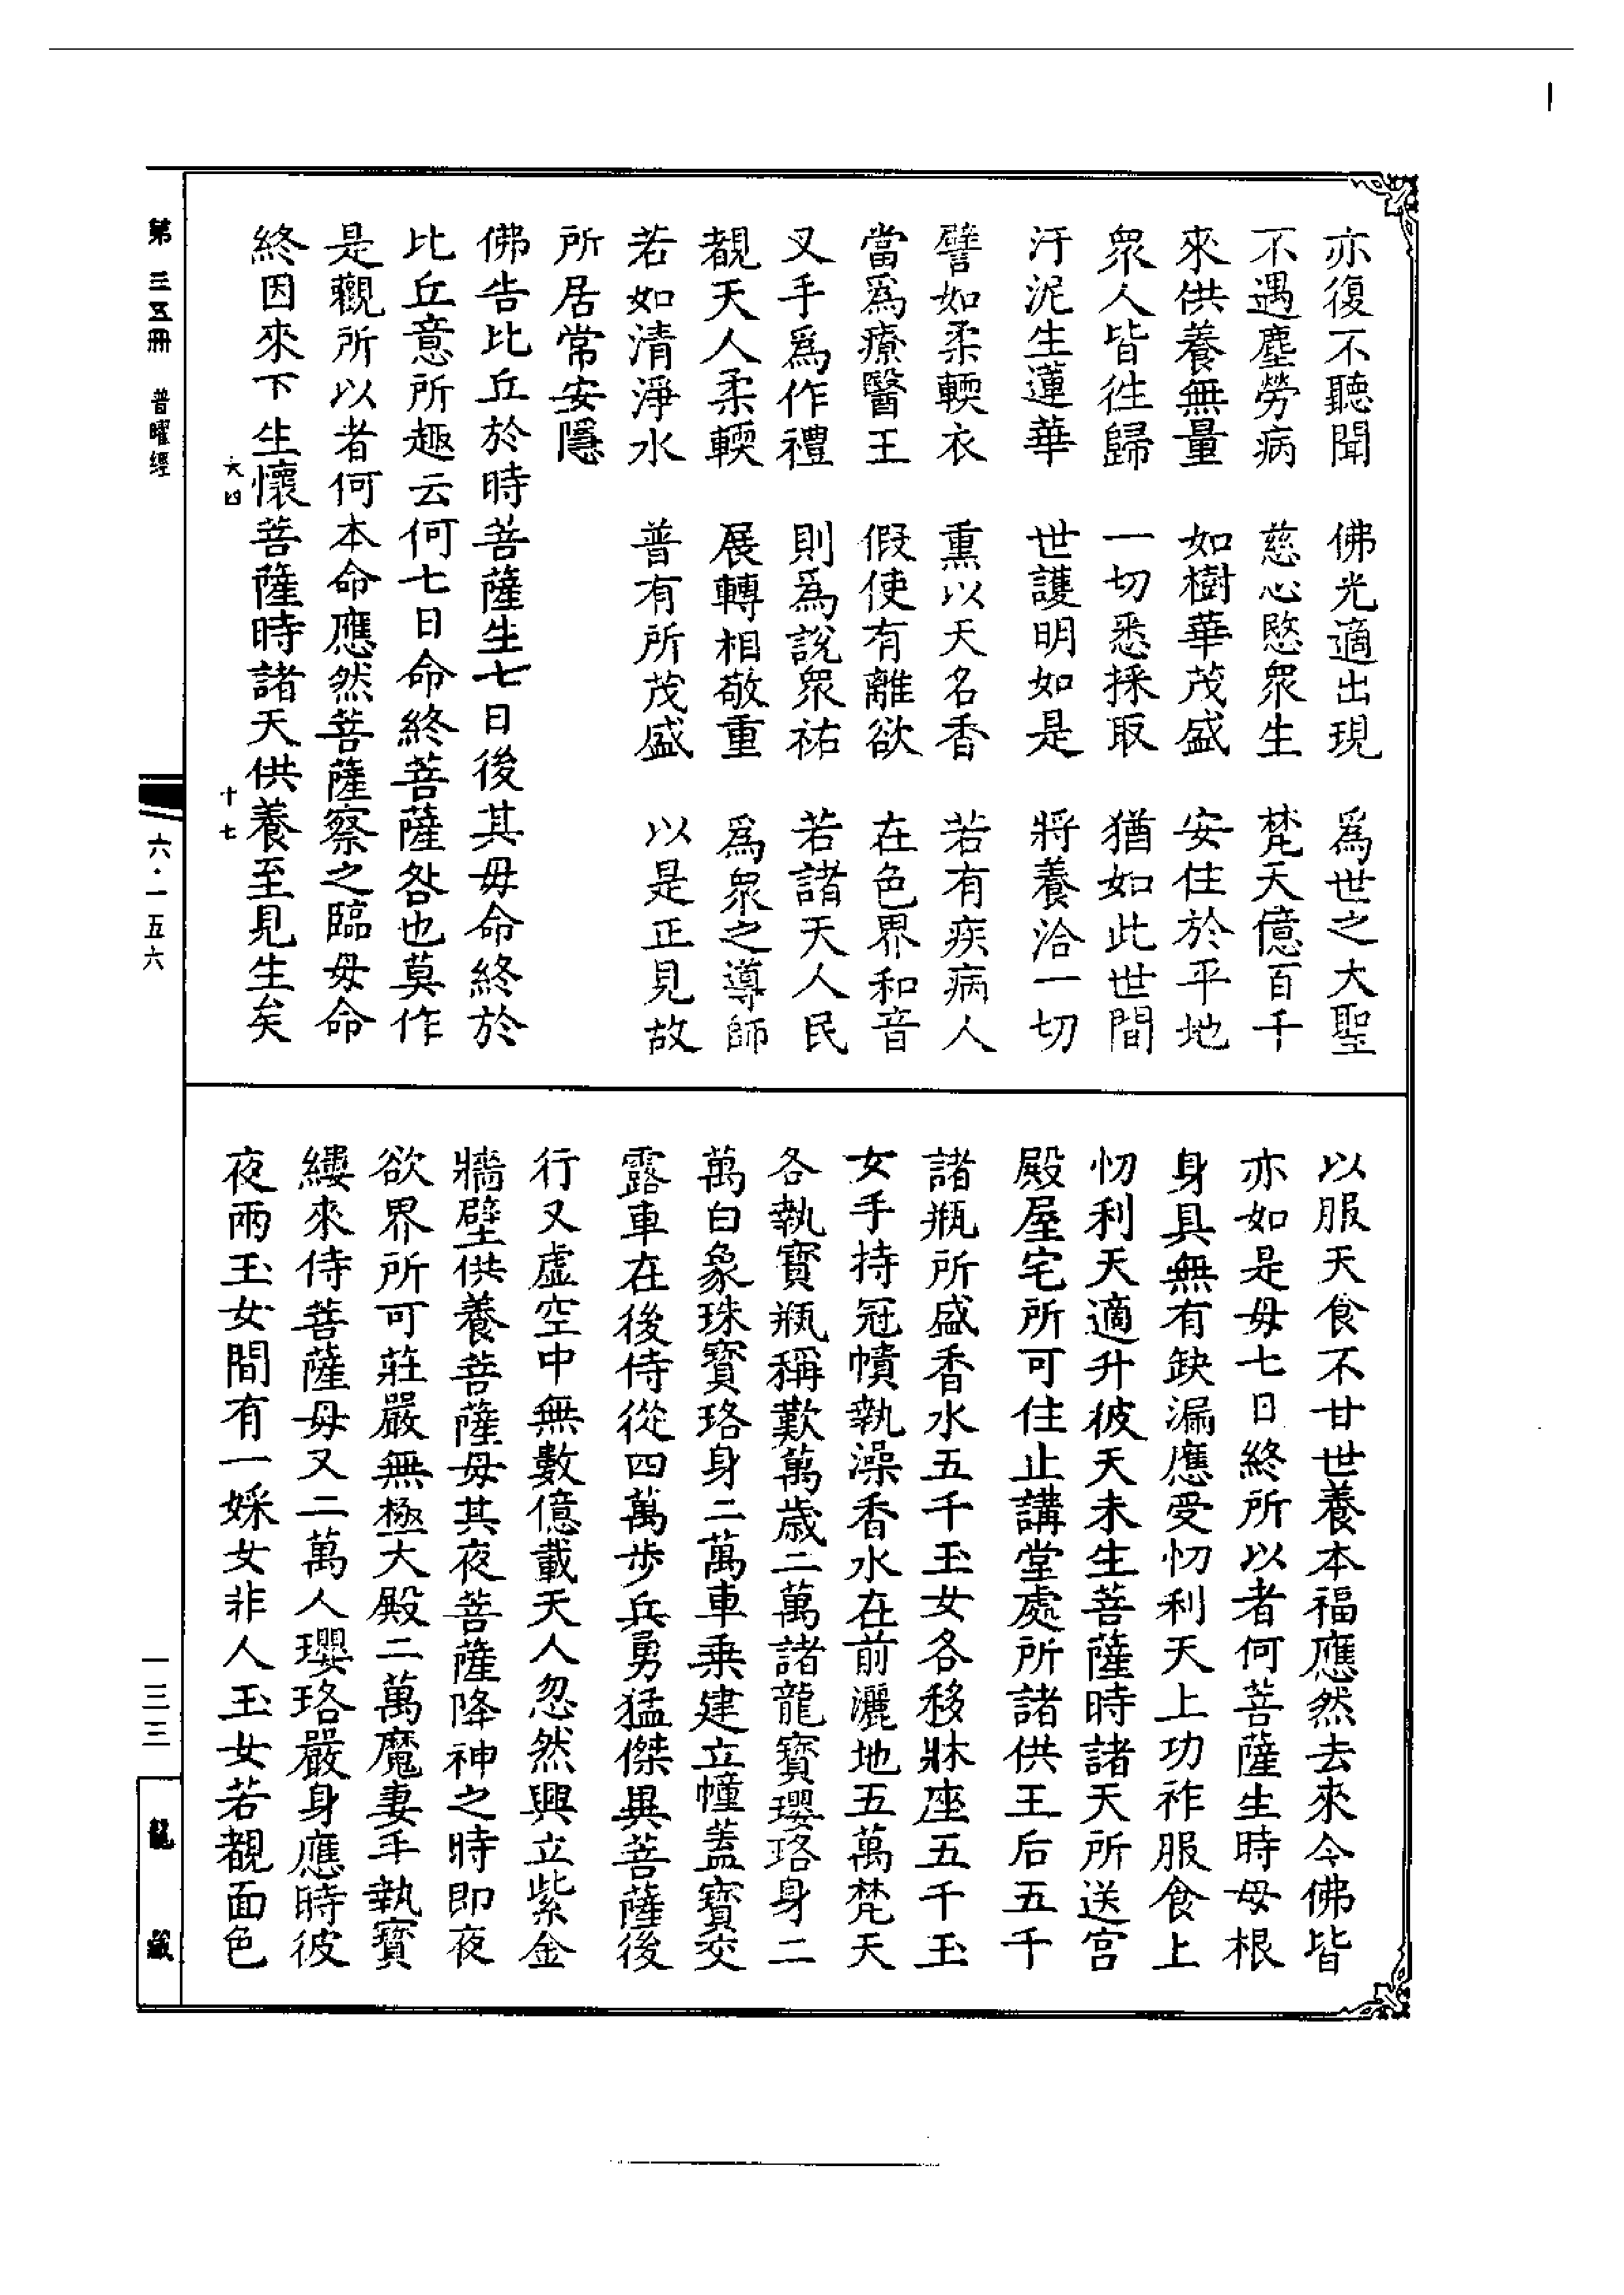 亦復不聽聞　佛光適出現　為世之大聖
不遇塵勞病　慈心愍衆生　梵天億百千
來供養無量　如樹華茂盛　安住於平地
衆人皆徃歸　一切悉採取　猶如此世間
汙泥生蓮華　世護明如是　將養洽一切
譬如柔輭衣　熏以天名香　若有疾病人
當爲療醫王　假使有離欲　在色界和音
叉手爲作禮　則爲說衆祐　若諸天人民
覩天人柔輭　展轉相敬重　爲衆之導師
若如清淨水　普有所茂盛　以是正見故
所居常安隱
佛告比丘於時菩薩生七日後其毋命終於
比丘意所趣云何七日命終菩薩咎也莫作
是觀所以者何本命應然菩薩察之臨毋命
終因來下生懷菩薩時諸天供養至見生矣
以服天食不甘世養本福應然去來今佛皆
亦如是毋七日終所以者何菩薩生時毋根
身具無有缺漏應受忉利天上功祚服食上
忉利天適升彼天未生菩薩時諸天所送宫
殿屋宅所可住止講堂處所諸供王后五千
諸瓶所盛香水五千玉女各移牀座五千玉
女手持冠幘執澡香水在前灑地五萬梵天
各執寶瓶稱歎萬歲二萬諸龍寶瓔珞身二
萬白象珠寶珞身二萬車乗建立幢蓋寶交
露車在後侍從四萬步兵勇猛傑異菩薩後
行又虛空中無數億載天人忽然興立紫金
牆壁供養菩薩毋其夜菩薩降神之時即夜
欲界所可莊嚴無極大殿二萬魔妻手執寶
縷來侍菩薩毋又二萬人瓔珞嚴身應時彼
夜兩玉女間有一婇女非人玉女若覩面色
第三五冊　普曜經
六·一五六
一三三
龍藏
十七